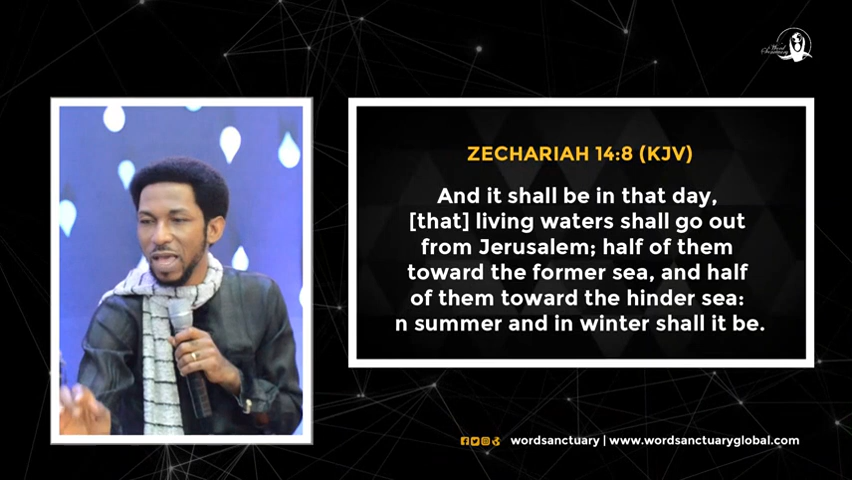 Word
Sanctuary
ZECHARIAH 14:8 (KJV)
And it shall be in that day,
[that] living waters shall go out
from Jerusalem; half of them
toward the former sea, and half
of them toward the hinder sea:
n summer and in winter shall it be.
wordsanctuary | www.wordsanctuaryglobal.com